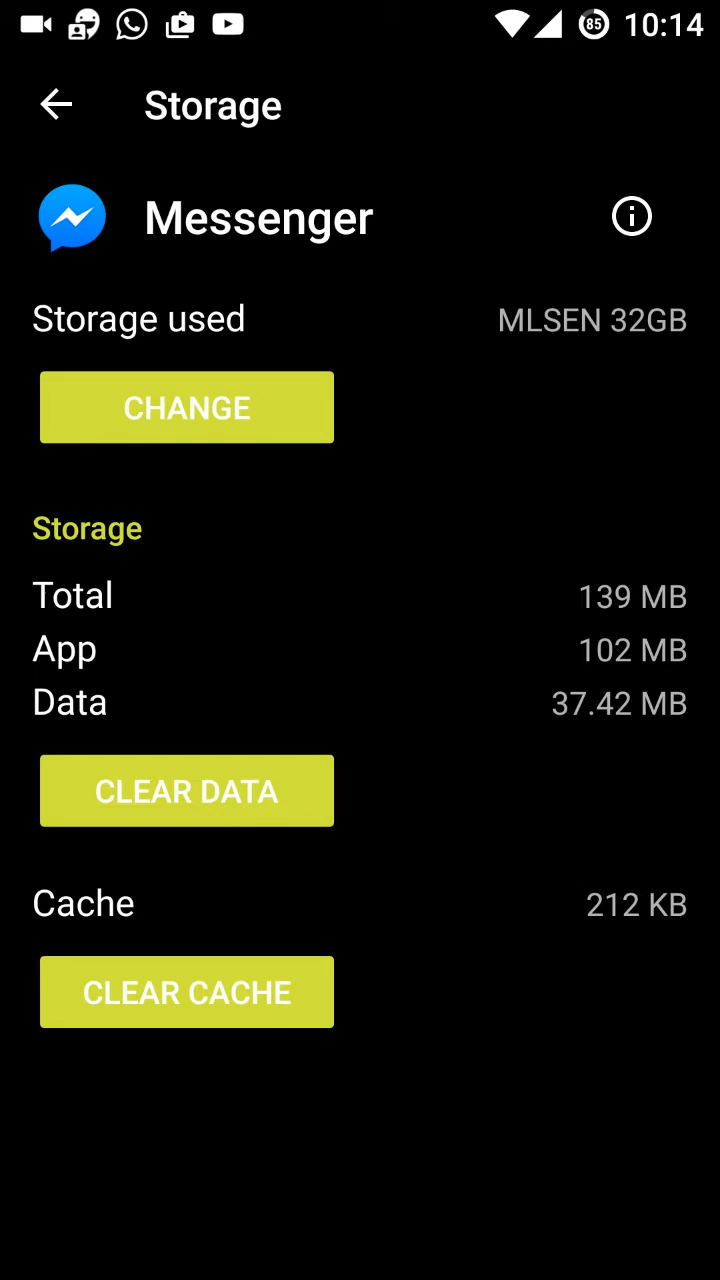 85 10:14
Storage
Messenger
Storage used MLSEN 32GB
CHANGE
Storage
Total 139 MB
App 102 MB
Data 37.42 MB
CLEAR DATA
Cache 212 KB
CLEAR CACHE